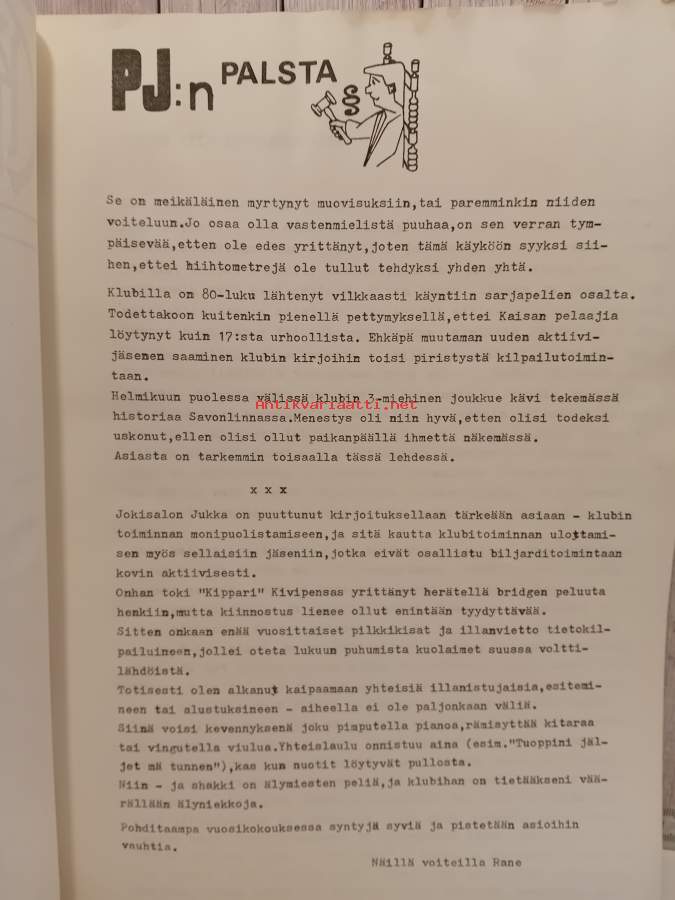 PJ:n PALSTA
Se on meikäläinen myrtynyt muovisuksiin,tai paremminkin niiden
voiteluun.Jo osaa olla vastenmielistä puuhaa,on sen verran tym-
päisevää,etten ole edes yrittänyt,joten tämä käyköön syyksi sii-
hen,ettei hiihtometrejä ole tullut tehdyksi yhden yhtä.
Klubilla on 80-luku lähtenyt vilkkaasti käyntiin sarjapelien osalta.
Todettakoon kuitenkin pienellä pettymyksellä,ettei Kaisan pelaajia
löytynyt kuin 17:sta urhoollista. Ehkäpä muutaman uuden aktiivi-
jäsenen saaminen klubin kirjoihin toisi piristystä kilpailutoimin-
taan.
Helmikuun puolessa välissä klubin 3-miehinen joukkue kävi tekemässä
Antikvariaatti.net
historiaa Savonlinnassa.Menestys oli niin hyvä,etten olisi todeksi
uskonut,ellen olisi ollut paikanpäällä ihmettä näkemässä.
Asiasta on tarkemmin toisaalla tässä lehdessä.
x x x
Jokisalon Jukka on puuttunut kirjoituksellaan tärkeään asiaan - klubin
toiminnan monipuolistamiseen,ja sitä kautta klubitoiminnan ulottami-
sen myös sellaisiin jäseniin,jotka eivät osallistu biljarditoimintaan
kovin aktiivisesti.
Onhan toki "Kippari" Kivipensas yrittänyt herätellä bridgen peluuta
henkiin,mutta kiinnostus lienee ollut enintään tyydyttävää.
Sitten onkaan enää vuosittaiset pilkkikisat ja illanvietto tietokil-
pailuineen,jollei oteta lukuun puhumista kuolaimet suussa voltti-
lähdöistä.
Totisesti olen alkanut kaipaamaan yhteisiä illanistujaisia,esitemi-
neen tai alustuksineen - aiheella ei ole paljonkaan väliä.
Siinä voisi kevennyksenä joku pimputella pianoa,rämisyttää kitaraa
tai vingutella viulua.Yhteislaulu onnistuu aina (esim."Tuoppini jäl-
jet mä tunnen"),kas kun nuotit löytyvät pullosta.
Niin - ja shakki on älymiesten peliä,ja klubihan on tietääkseni vää-
rällään älyniekkoja.
Pohditaampa vuosikokouksessa syntyjä syviä ja pistetään asioihin
vauhtia.
Näillä voiteilla Rane